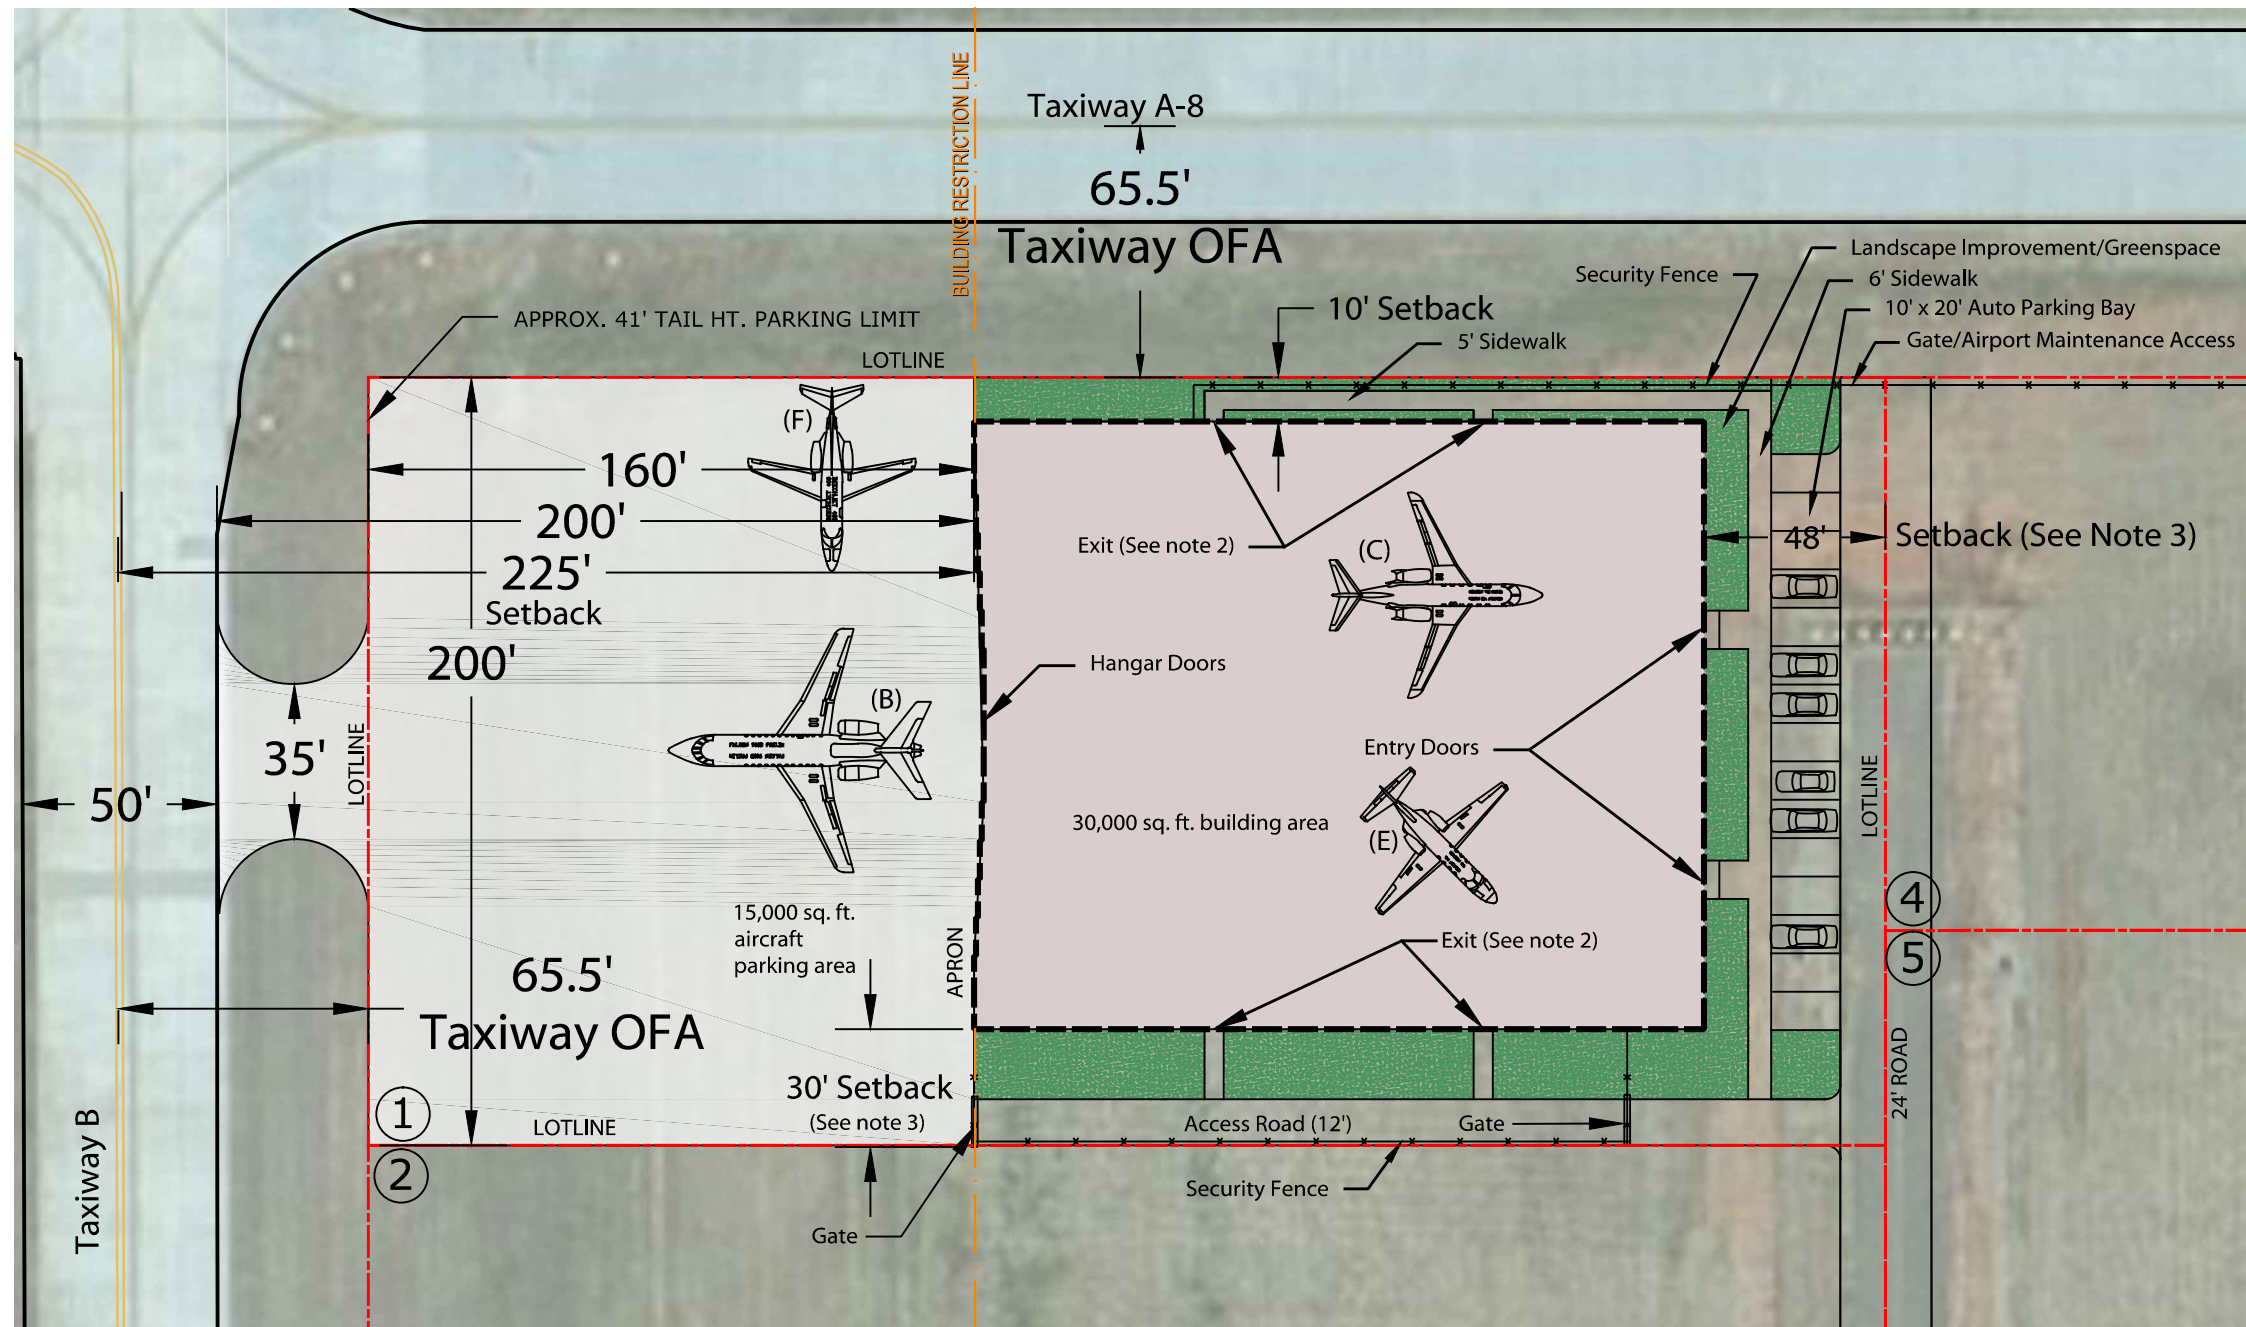 Taxiway A-8
65.5'
Taxiway OFA
BUILDING RESTRICTION LINE
Landscape Improvement/Greenspace
Security Fence
6' Sidewalk
10' x 20' Auto Parking Bay
10' Setback
APPROX. 41' TAIL HT. PARKING LIMIT
5' Sidewalk
Gate/Airport Maintenance Access
LOTLINE
(F)
160'
200'
225'
Setback
200'
Exit (See note 2)
(C)
48'
Setback (See Note 3)
Hangar Doors
(B)
35'
LOTLINE
Entry Doors
50'
LOTLINE
30,000 sq. ft. building area
(E)
15,000 sq. ft.
aircraft
parking area
APRON
Exit (See note 2)
4
5
65.5'
Taxiway OFA
30' Setback
(See note 3)
24' ROAD
1
LOTLINE
Access Road (12')
Gate
2
Taxiway B
Security Fence
Gate